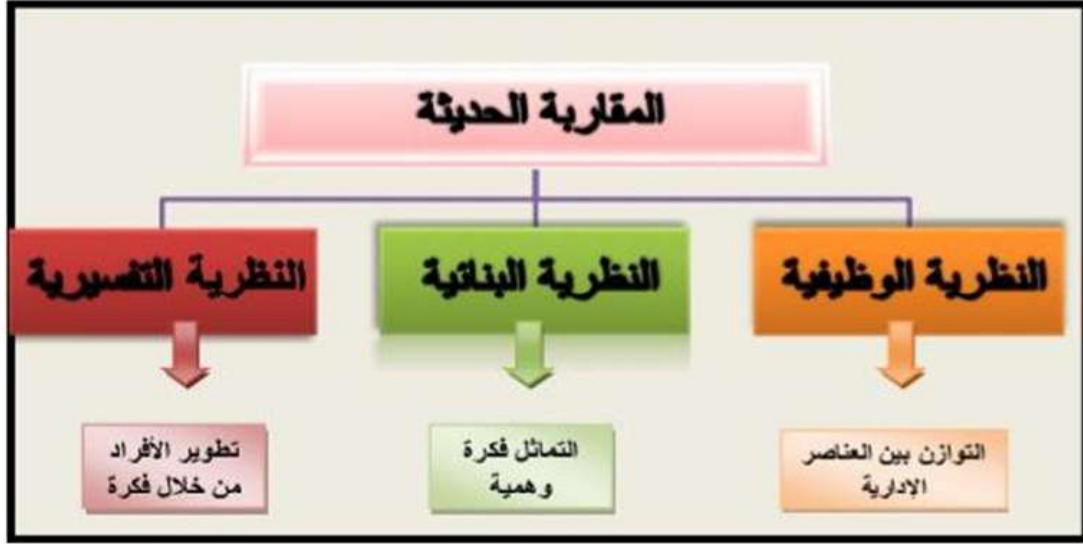 المقاربة الحديثة
النظرية الوظيفية
النظرية البنائية
النظرية التفسيرية
التوازن بين العناصر
الإدارية
التماثل فكرة
وهمية
تطوير الأفراد
من خلال فكرة